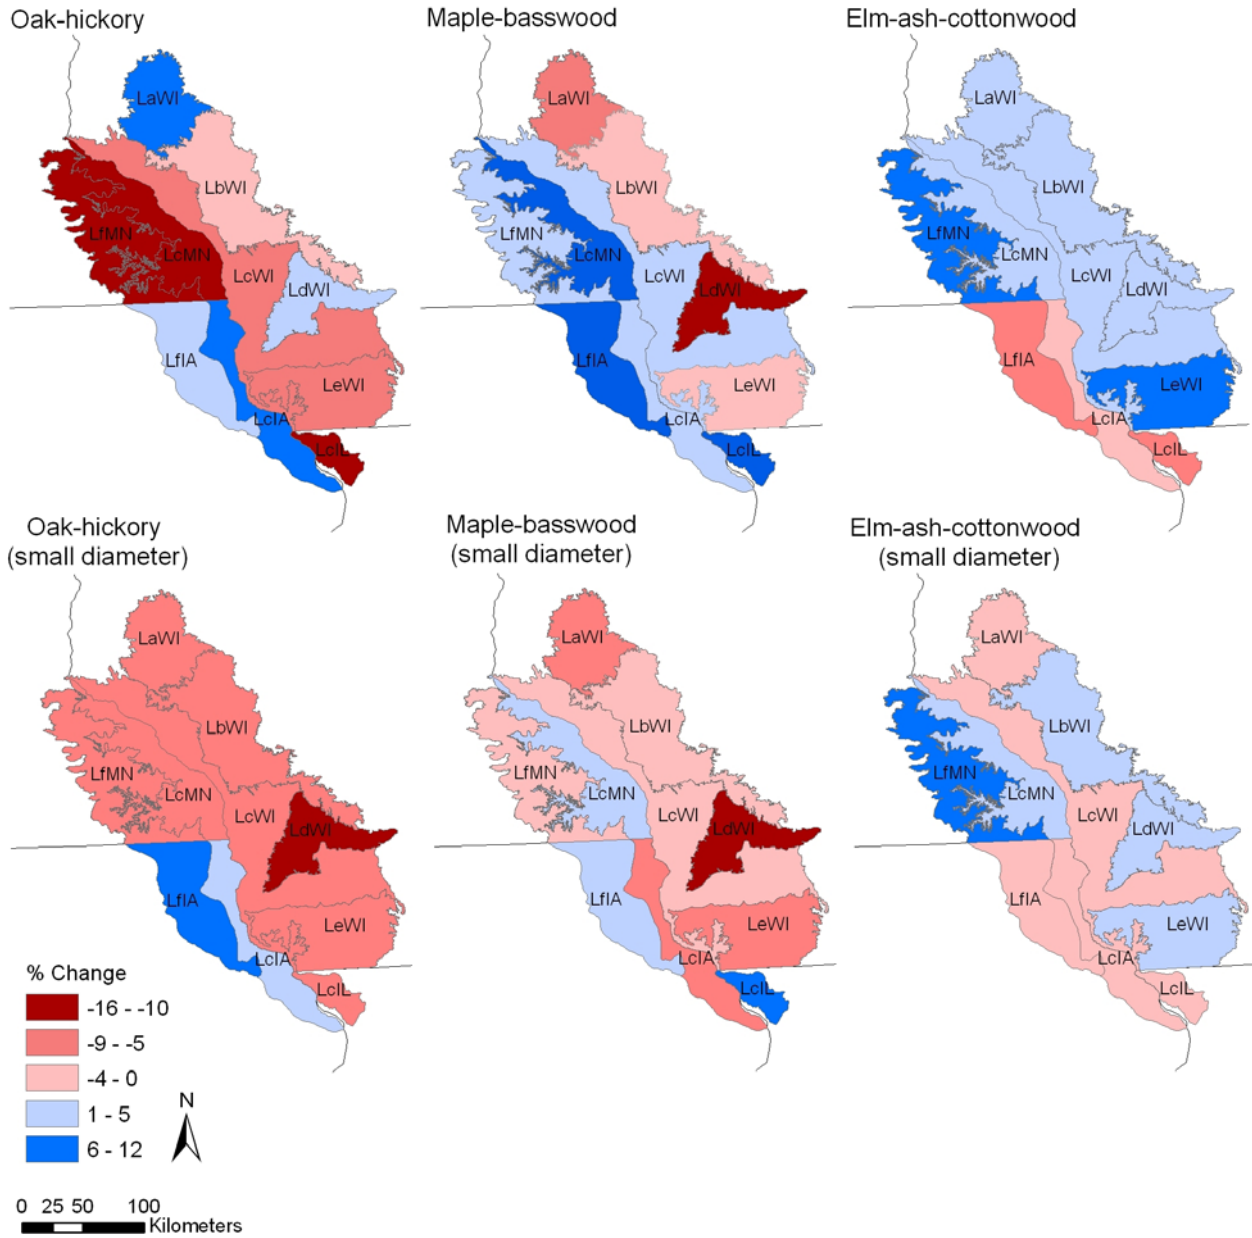 Oak-hickory
LaWI
LbWI
LfMN
LcMN
LcWI
LdWI
LfIA
LeWI
LcIA
LcIL
Maple-basswood
LaWI
LbWI
LfMN
LcMN
LcWI
LdWI
LfIA
LeWI
LcIA
LcIL
Elm-ash-cottonwood
LaWI
LbWI
LfMN
LcMN
LcWI
LdWI
LfIA
LeWI
LcIA
LcIL
Oak-hickory
(small diameter)
LaWI
LbWI
LfMN
LcMN
LcWI
LdWI
LfIA
LeWI
LcIA
LcIL
Maple-basswood
(small diameter)
LaWI
LbWI
LfMN
LcMN
LcWI
LdWI
LfIA
LeWI
LcIA
LcIL
Elm-ash-cottonwood
(small diameter)
LaWI
LbWI
LfMN
LcMN
LcWI
LdWI
LfIA
LeWI
LcIA
LcIL
% Change
-16 - -10
-9 - -5
-4 - 0
1 - 5
6 - 12
N
0 25 50 100
Kilometers